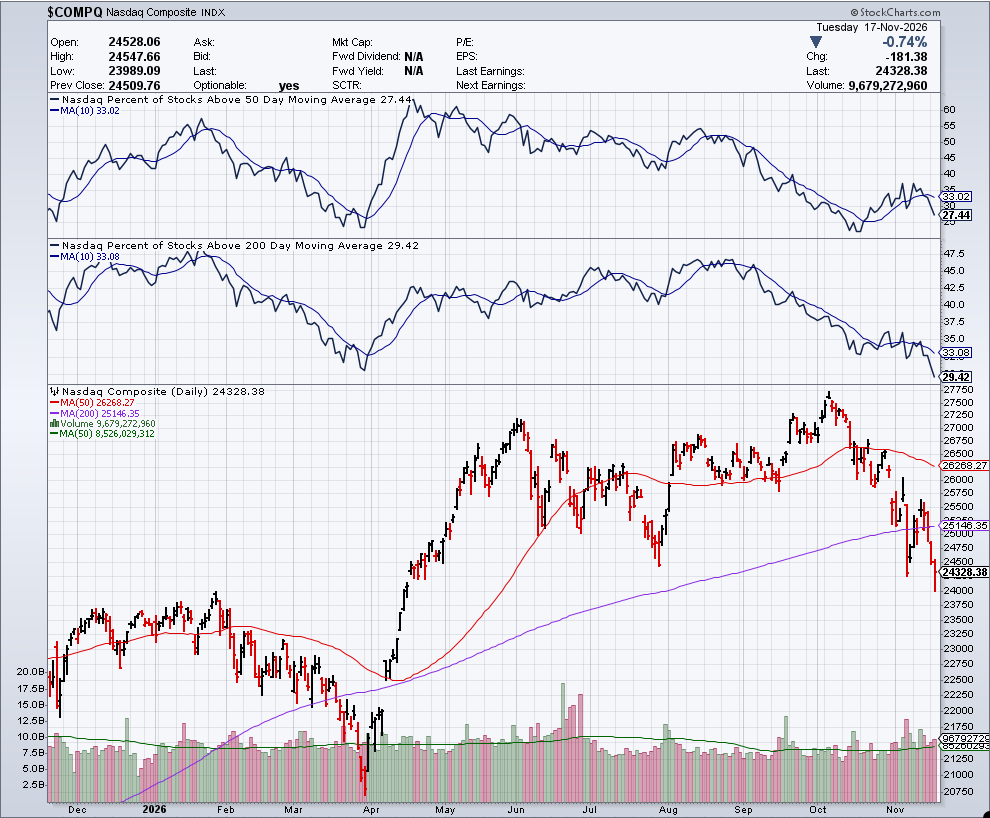 $COMPQ Nasdaq Composite INDX
© StockCharts.com
Tuesday 17-Nov-2026
Open: 24528.06 Ask: Mkt Cap: P/E: ▼ -0.74%
High: 24547.66 Bid: Fwd Dividend: N/A EPS: Chg: -181.38
Low: 23989.09 Last: Fwd Yield: N/A Last Earnings: Last: 24328.38
Prev Close: 24509.76 Optionable: yes SCTR: Next Earnings: Volume: 9,679,272,960
Nasdaq Percent of Stocks Above 50 Day Moving Average 27.44
MA(10) 33.02
60
55
50
45
40
35
33.02
30
27.44
25
Nasdaq Percent of Stocks Above 200 Day Moving Average 29.42
MA(10) 33.08
47.5
45.0
42.5
40.0
37.5
35.0
33.08
29.42
Nasdaq Composite (Daily) 24328.38
MA(50) 26268.27
MA(200) 25146.35
Volume 9,679,272,960
MA(50) 8,526,029,312
27750
27500
27250
27000
26750
26500
26268.27
26000
25750
25500
25146.35
25000
24750
24500
24328.38
24000
23750
23500
23250
23000
22750
22500
22250
22000
21750
21250
21000
20750
20.0B
17.5B
15.0B
12.5B
10.0B
7.5B
5.0B
2.5B
Dec 2026 Feb Mar Apr May Jun Jul Aug Sep Oct Nov